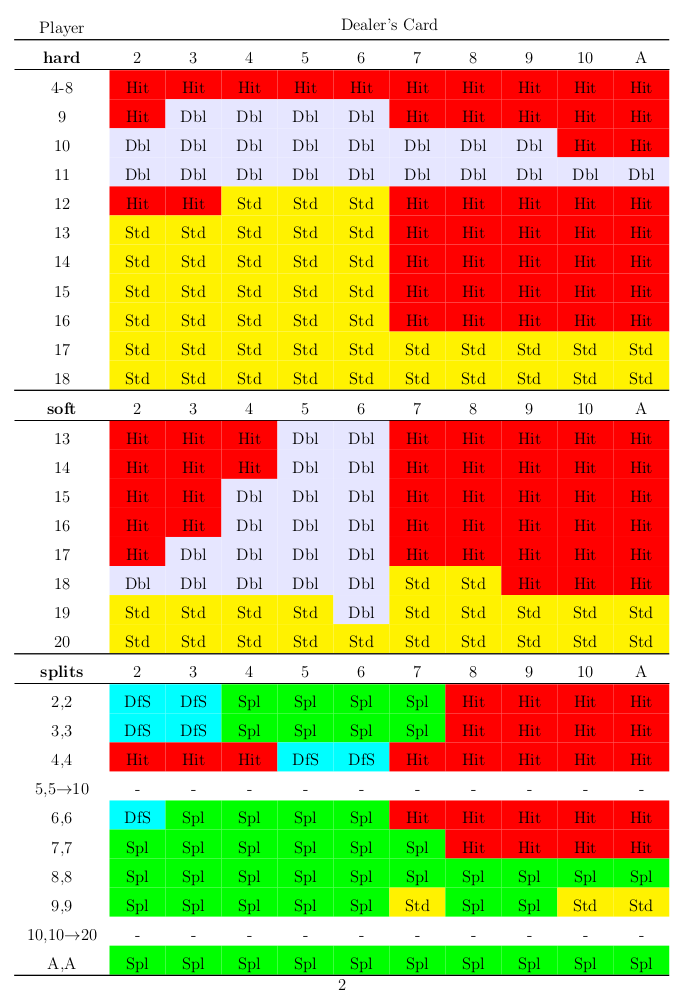 Player Dealer's Card
hard 2 3 4 5 6 7 8 9 10 A
4-8 Hit Hit Hit Hit Hit Hit Hit Hit Hit Hit
9 Hit Dbl Dbl Dbl Dbl Hit Hit Hit Hit Hit
10 Dbl Dbl Dbl Dbl Dbl Dbl Dbl Dbl Hit Hit
11 Dbl Dbl Dbl Dbl Dbl Dbl Dbl Dbl Dbl Dbl
12 Hit Hit Std Std Std Hit Hit Hit Hit Hit
13 Std Std Std Std Std Hit Hit Hit Hit Hit
14 Std Std Std Std Std Hit Hit Hit Hit Hit
15 Std Std Std Std Std Hit Hit Hit Hit Hit
16 Std Std Std Std Std Hit Hit Hit Hit Hit
17 Std Std Std Std Std Std Std Std Std Std
18 Std Std Std Std Std Std Std Std Std Std
soft 2 3 4 5 6 7 8 9 10 A
13 Hit Hit Hit Dbl Dbl Hit Hit Hit Hit Hit
14 Hit Hit Hit Dbl Dbl Hit Hit Hit Hit Hit
15 Hit Hit Dbl Dbl Dbl Hit Hit Hit Hit Hit
16 Hit Hit Dbl Dbl Dbl Hit Hit Hit Hit Hit
17 Hit Dbl Dbl Dbl Dbl Hit Hit Hit Hit Hit
18 Dbl Dbl Dbl Dbl Dbl Std Std Hit Hit Hit
19 Std Std Std Std Dbl Std Std Std Std Std
20 Std Std Std Std Std Std Std Std Std Std
splits 2 3 4 5 6 7 8 9 10 A
2,2 DfS DfS Spl Spl Spl Spl Hit Hit Hit Hit
3,3 DfS DfS Spl Spl Spl Spl Hit Hit Hit Hit
4,4 Hit Hit Hit DfS DfS Hit Hit Hit Hit Hit
5,5→10 - - - - - - - - - -
6,6 DfS Spl Spl Spl Spl Hit Hit Hit Hit Hit
7,7 Spl Spl Spl Spl Spl Spl Hit Hit Hit Hit
8,8 Spl Spl Spl Spl Spl Spl Spl Spl Spl Spl
9,9 Spl Spl Spl Spl Spl Std Spl Spl Std Std
10,10→20 - - - - - - - - - -
A,A Spl Spl Spl Spl Spl Spl Spl Spl Spl Spl
2